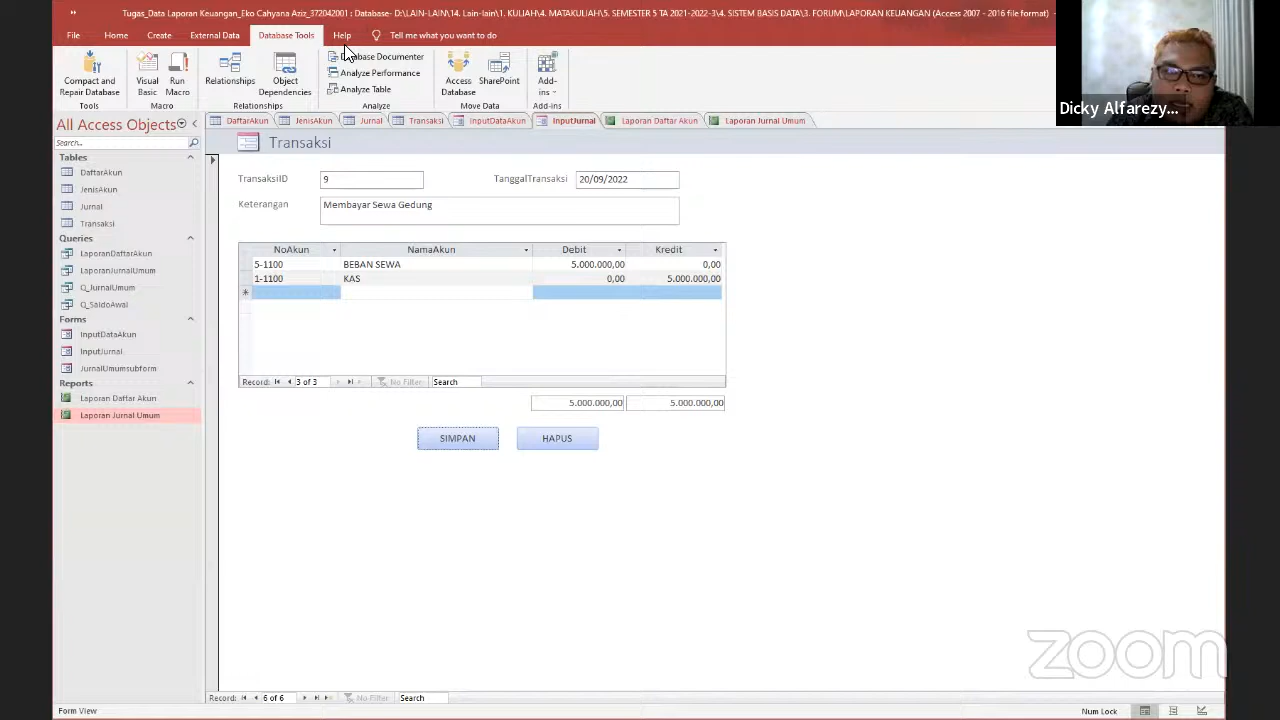 Tugas_Data Laporan Keuangan_Eko Cahyana Aziz_372042001 : Database- D:\LAIN-LAIN\14. Lain-lain\1. KULIAH\4. MATAKULIAH\5. SEMESTER 5 TA 2021-2022-3\4. SISTEM BASIS DATA\3. FORUM\LAPORAN KEUANGAN (Access 2007 - 2016 file format)
File Home Create External Data Database Tools Help Tell me what you want to do
Compact and Repair Database
Tools
Visual Basic
Run Macro
Macro
Relationships
Object Dependencies
Relationships
Database Documenter
Analyze Performance
Analyze Table
Analyze
Access Database
SharePoint
Move Data
Add-ins
Add-ins
Dicky Alfarezy...
All Access Objects
Search...
Tables
DaftarAkun
JenisAkun
Jurnal
Transaksi
Queries
LaporanDaftarAkun
LaporanJurnalUmum
Q_JurnalUmum
Q_SaldoAwal
Forms
InputDataAkun
InputJurnal
JurnalUmumsubform
Reports
Laporan Daftar Akun
Laporan Jurnal Umum
DaftarAkun JenisAkun Jurnal Transaksi InputDataAkun InputJurnal Laporan Daftar Akun Laporan Jurnal Umum
Transaksi
TransaksiID 9 TanggalTransaksi 20/09/2022
Keterangan Membayar Sewa Gedung
NoAkun NamaAkun Debit Kredit
5-1100 BEBAN SEWA 5.000.000,00 0,00
1-1100 KAS 0,00 5.000.000,00
Record: 3 of 3 No Filter Search
5.000.000,00 5.000.000,00
SIMPAN HAPUS
zoom
Record: 6 of 6 No Filter Search
Form View Num Lock